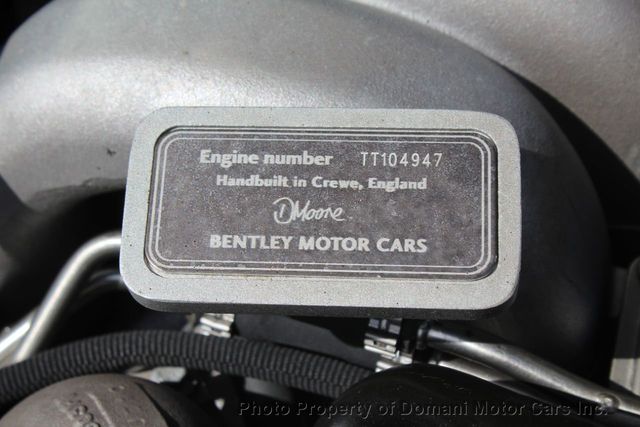 Engine number TT104947
Handbuilt in Crewe, England
DMoore
BENTLEY MOTOR CARS
Photo Property of Domani Motor Cars Inc.